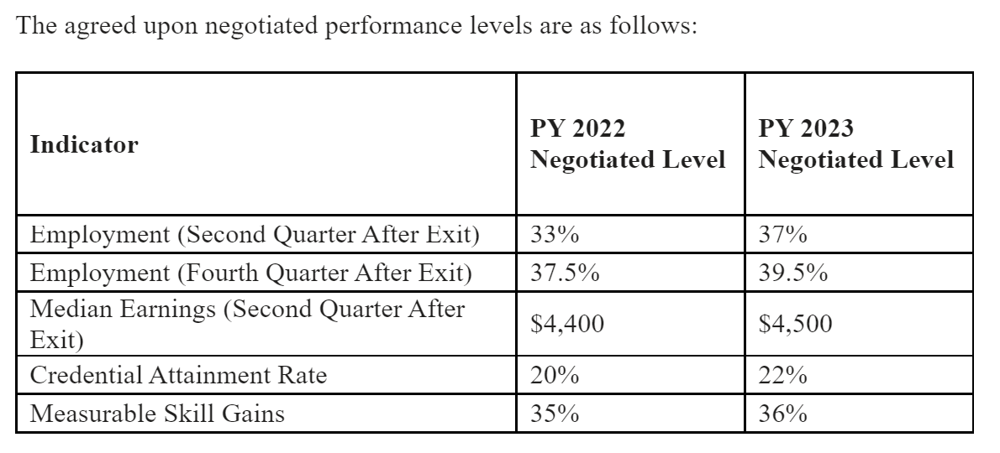 The agreed upon negotiated performance levels are as follows:
Indicator
PY 2022
Negotiated Level
PY 2023
Negotiated Level
Employment (Second Quarter After Exit) 33% 37%
Employment (Fourth Quarter After Exit) 37.5% 39.5%
Median Earnings (Second Quarter After
Exit)
$4,400 $4,500
Credential Attainment Rate 20% 22%
Measurable Skill Gains 35% 36%